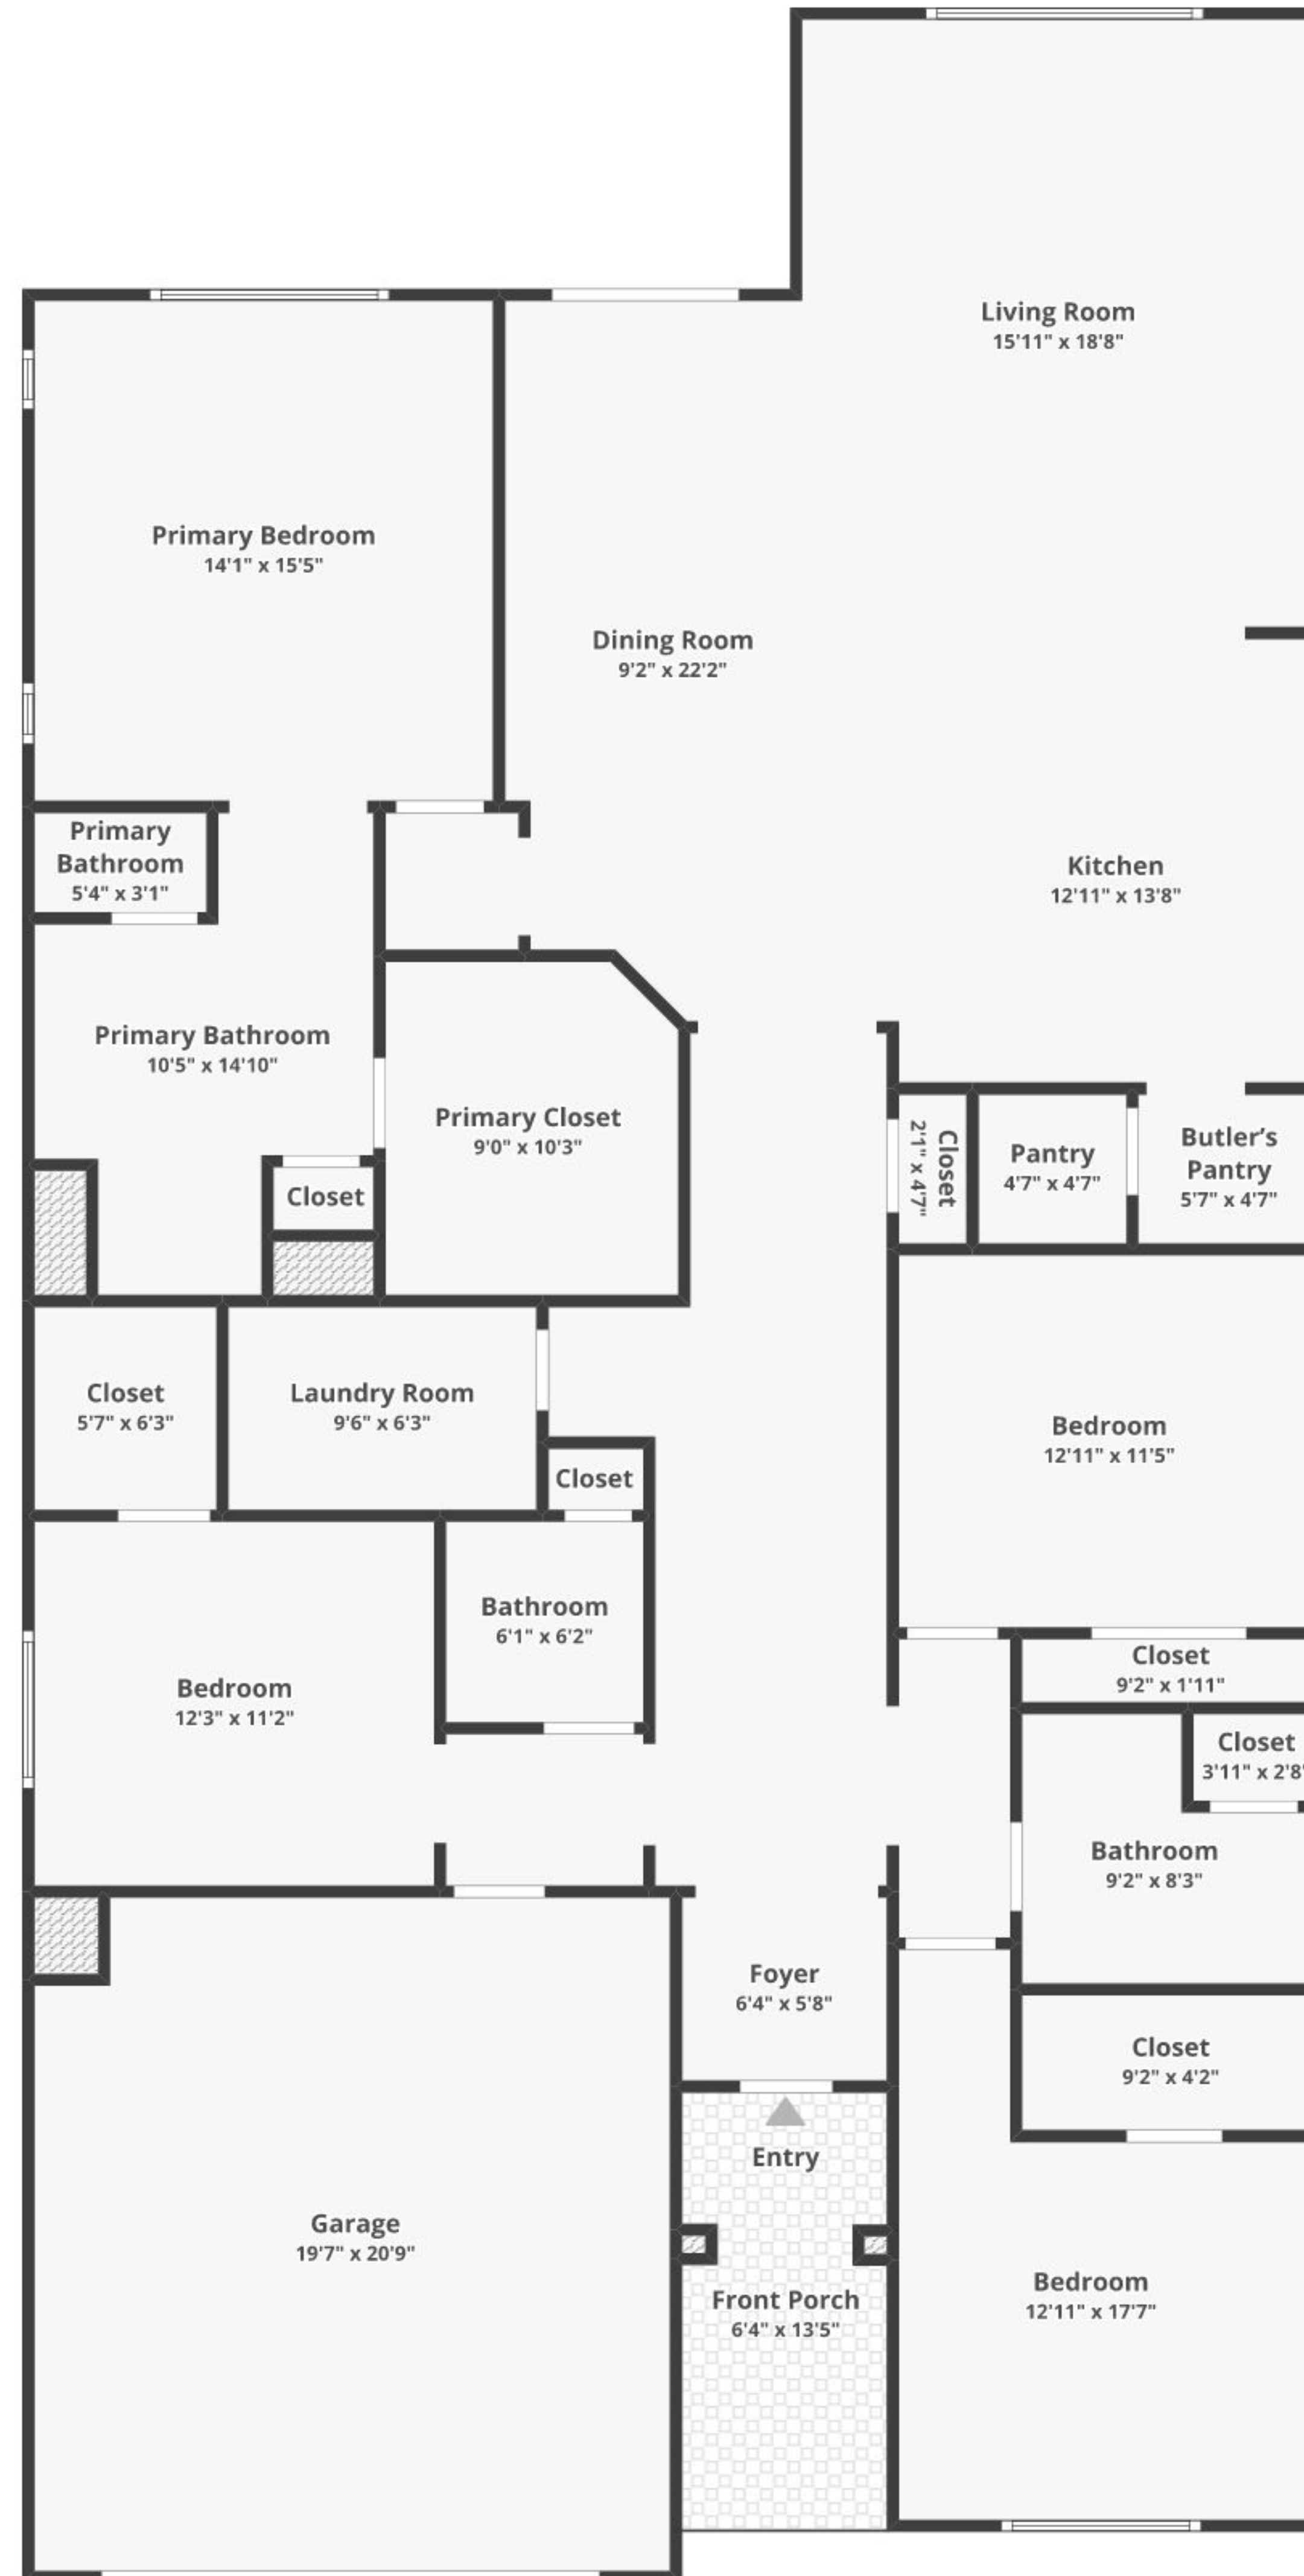 Living Room
15'11" x 18'8"
Primary Bedroom
14'1" x 15'5"
Dining Room
9'2" x 22'2"
Primary
Bathroom
5'4" x 3'1"
Kitchen
12'11" x 13'8"
Primary Bathroom
10'5" x 14'10"
Primary Closet
9'0" x 10'3"
Closet
2'1" x 4'7"
Pantry
4'7" x 4'7"
Butler’s
Pantry
5'7" x 4'7"
Closet
Closet
5'7" x 6'3"
Laundry Room
9'6" x 6'3"
Closet
Bedroom
12'11" x 11'5"
Bathroom
6'1" x 6'2"
Bedroom
12'3" x 11'2"
Closet
9'2" x 1'11"
Closet
3'11" x 2'8"
Bathroom
9'2" x 8'3"
Foyer
6'4" x 5'8"
Closet
9'2" x 4'2"
Entry
Garage
19'7" x 20'9"
Front Porch
6'4" x 13'5"
Bedroom
12'11" x 17'7"